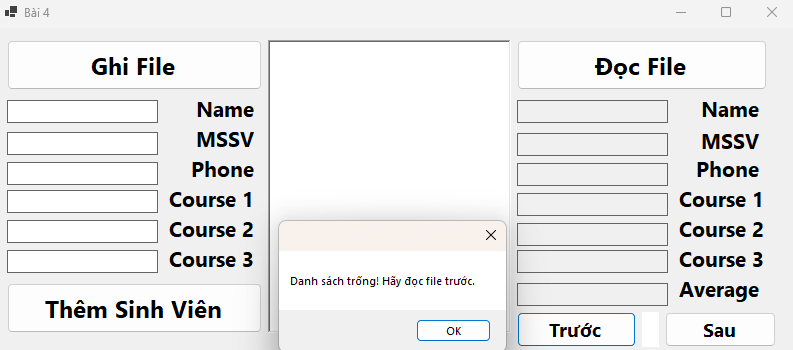 Bài 4
Ghi File
Name
MSSV
Phone
Course 1
Course 2
Course 3
Thêm Sinh Viên
Danh sách trống! Hãy đọc file trước.
OK
Đọc File
Name
MSSV
Phone
Course 1
Course 2
Course 3
Average
Trước
Sau